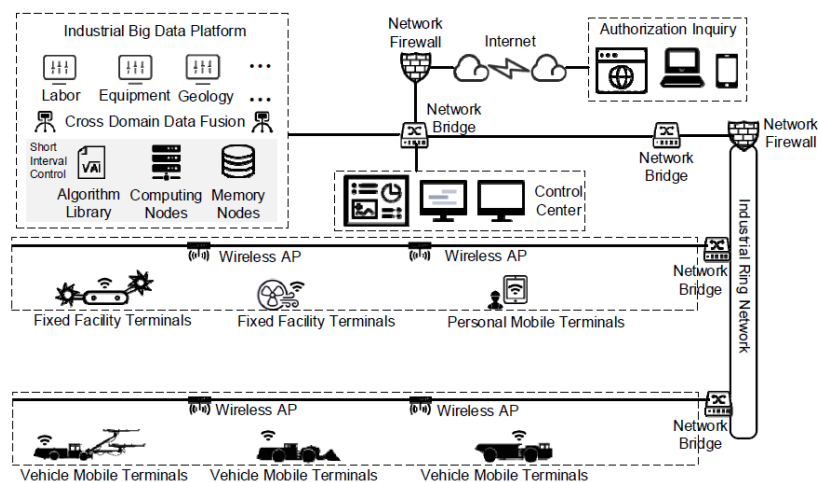 Industrial Big Data Platform
Labor
Equipment
Geology
Cross Domain Data Fusion
Short
Interval
Control
√AI
Algorithm
Library
Computing
Nodes
Memory
Nodes
Network
Firewall
Internet
Authorization Inquiry
Network
Bridge
Network
Bridge
Network
Firewall
Control
Center
Industrial Ring Network
Wireless AP
Wireless AP
Network
Bridge
Fixed Facility Terminals
Fixed Facility Terminals
Personal Mobile Terminals
Wireless AP
Wireless AP
Network
Bridge
Vehicle Mobile Terminals
Vehicle Mobile Terminals
Vehicle Mobile Terminals